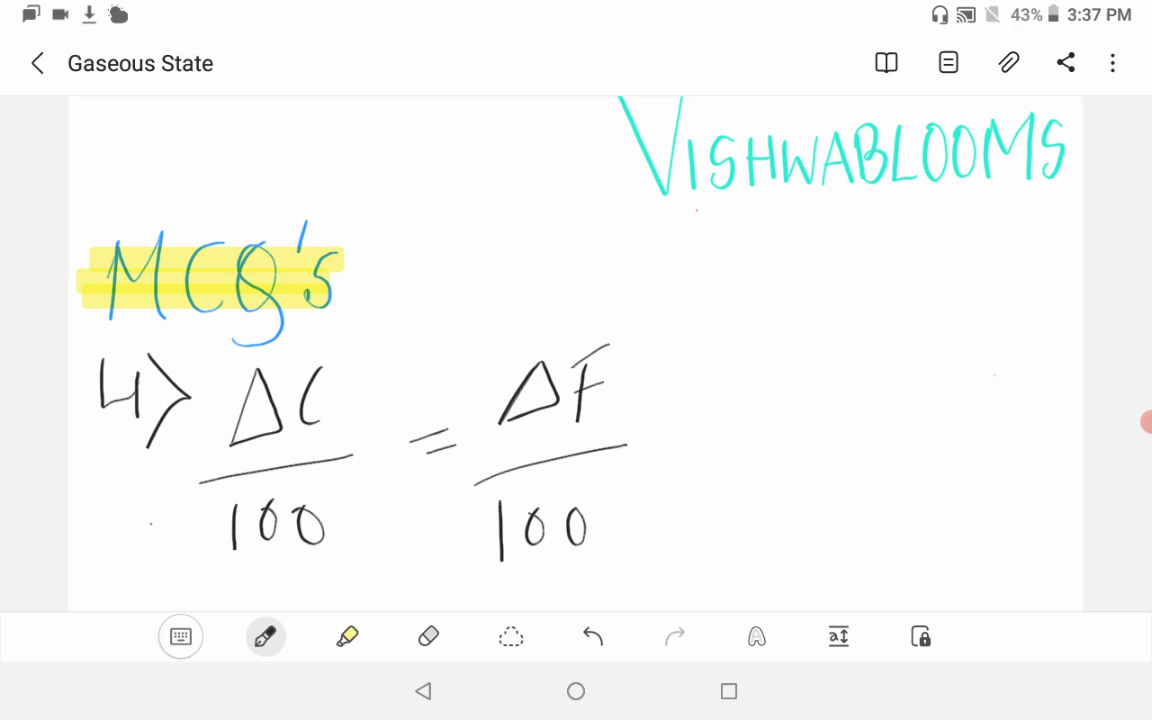 43% 3:37 PM
Gaseous State
VISHWABLOOMS
MCQ's
4> ΔC/100 = ΔF/100